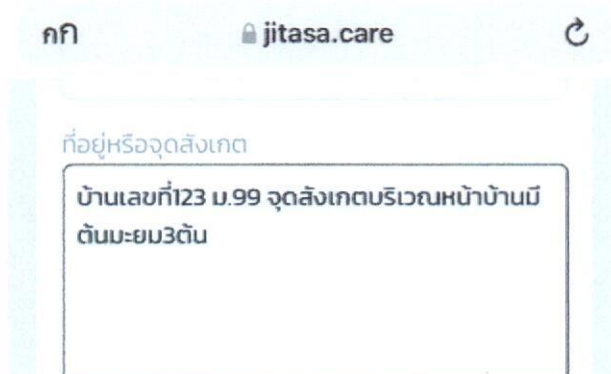 กก
jitasa.care
ที่อยู่หรือจุดสังเกต
บ้านเลขที่123 ม.99 จุดสังเกตบริเวณหน้าบ้านมี
ต้นมะยม3ต้น